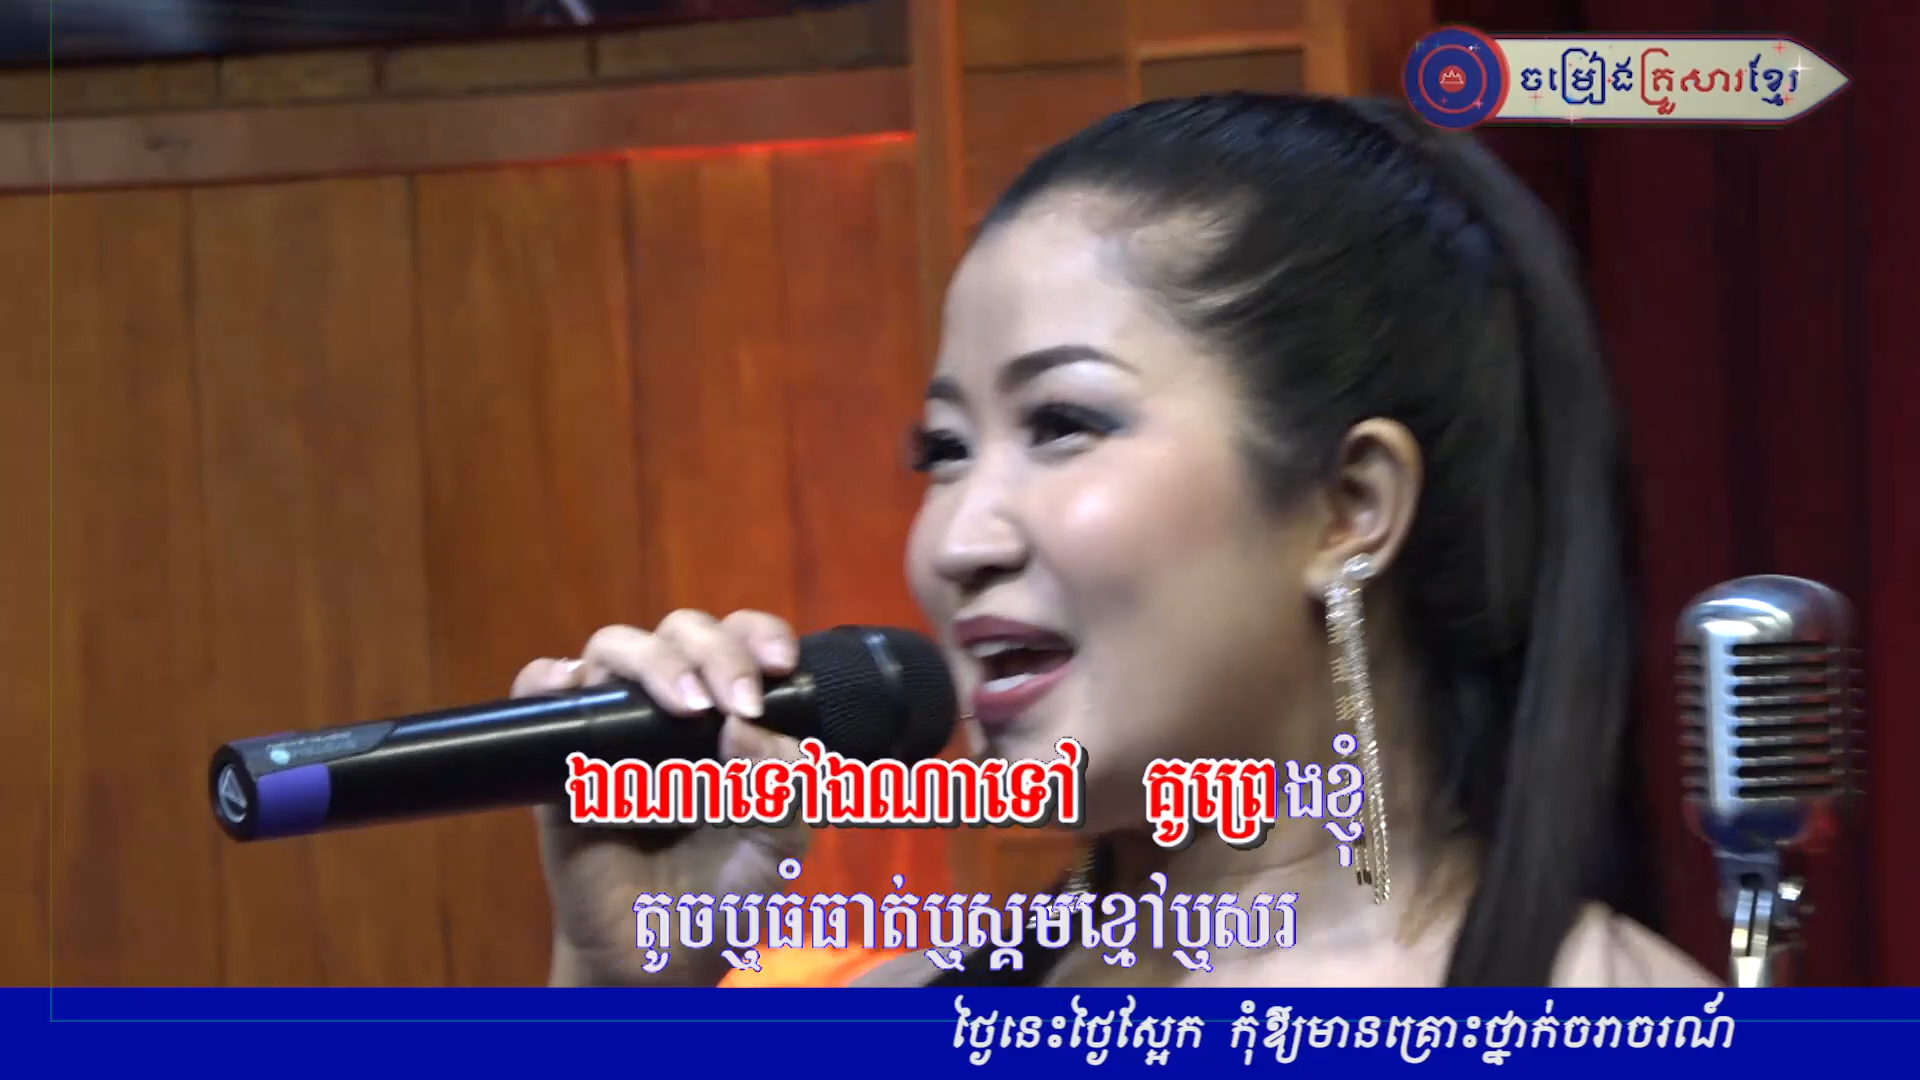 ចម្រៀងគ្រួសារខ្មែរ
ឯណាទៅឯណាទៅ គូព្រេងខ្ញុំ
តូចឬធំធាត់ឬស្គមខ្មៅឬសរ
ថ្ងៃនេះថ្ងៃស្អែក កុំឱ្យមានគ្រោះថ្នាក់ចរាចរណ៍